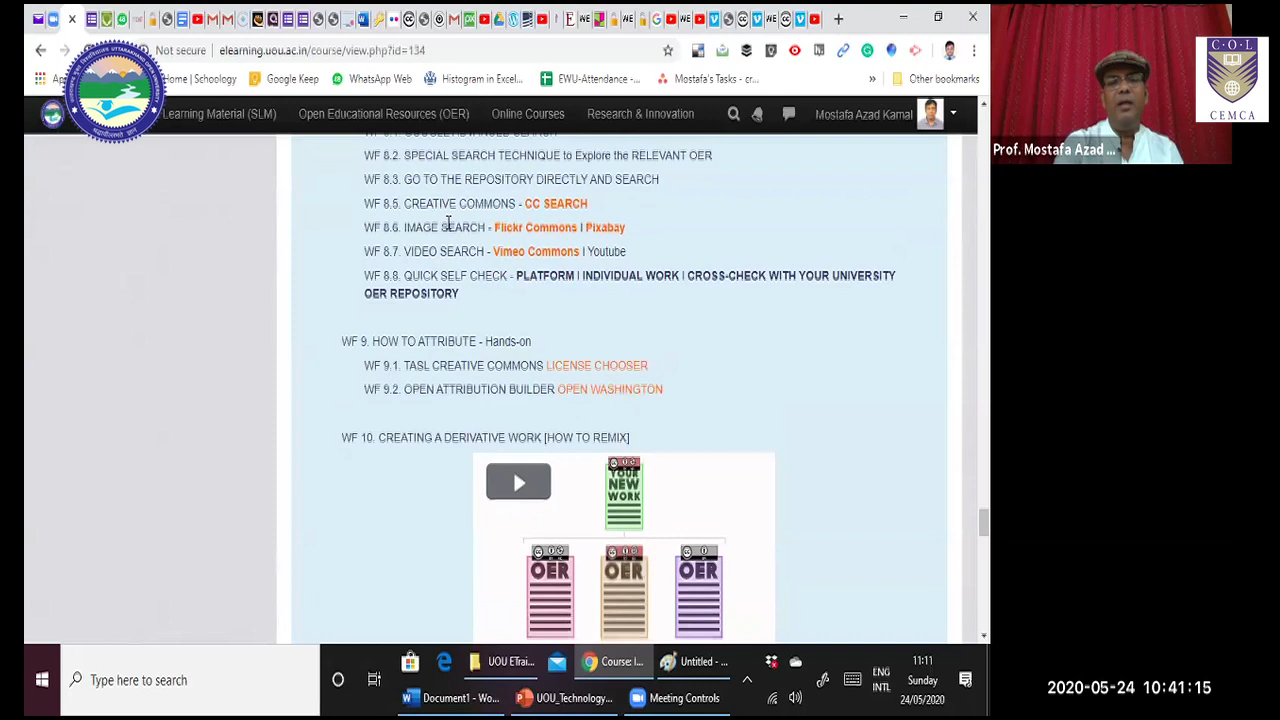 Not secure
elearning.uou.ac.in/course/view.php?id=134
Home | Schoology
Google Keep
WhatsApp Web
Histogram in Excel...
EWU-Attendance -...
Mostafa's Tasks - cr...
»
Other bookmarks
Learning Material (SLM)
Open Educational Resources (OER)
Online Courses
Research & Innovation
Mostafa Azad Kamal
C.O.L
CEMCA
Prof. Mostafa Azad ...
WF 8.1. GOOGLE ADVANCED SEARCH
WF 8.2. SPECIAL SEARCH TECHNIQUE to Explore the RELEVANT OER
WF 8.3. GO TO THE REPOSITORY DIRECTLY AND SEARCH
WF 8.5. CREATIVE COMMONS - CC SEARCH
WF 8.6. IMAGE SEARCH - Flickr Commons I Pixabay
WF 8.7. VIDEO SEARCH - Vimeo Commons I Youtube
WF 8.8. QUICK SELF CHECK - PLATFORM I INDIVIDUAL WORK I CROSS-CHECK WITH YOUR UNIVERSITY
OER REPOSITORY
WF 9. HOW TO ATTRIBUTE - Hands-on
WF 9.1. TASL CREATIVE COMMONS LICENSE CHOOSER
WF 9.2. OPEN ATTRIBUTION BUILDER OPEN WASHINGTON
WF 10. CREATING A DERIVATIVE WORK [HOW TO REMIX]
YOUR
NEW
WORK
OER
OER
OER
UOU ETrai...
Course: I...
Untitled - ...
ENG
INTL
11:11
Sunday
24/05/2020
Type here to search
Document1 - Wo...
UOU_Technology...
Meeting Controls
2020-05-24 10:41:15